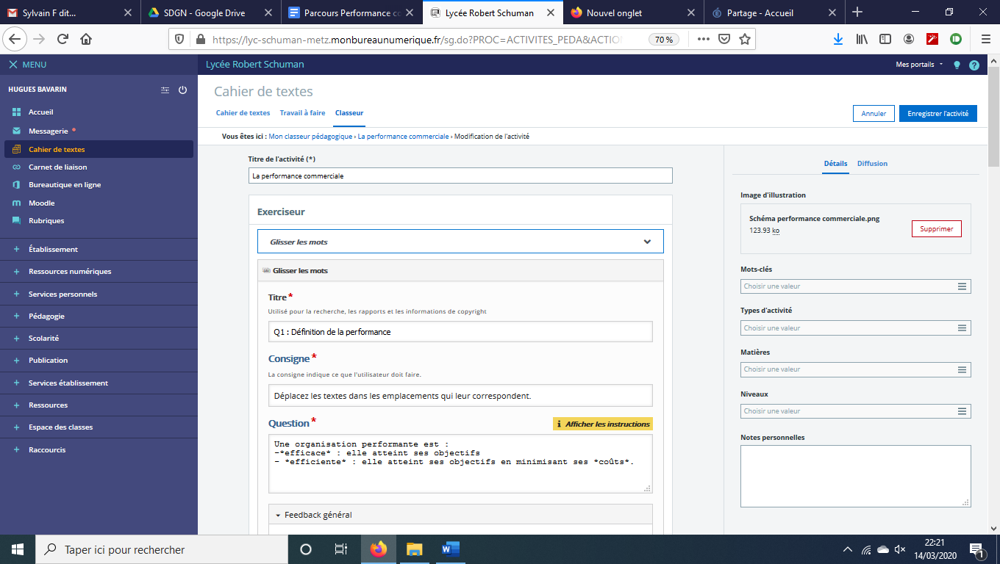 Sylvain F dit...
SDGN - Google Drive
Parcours Performance co
Lycée Robert Schuman
Nouvel onglet
Partage - Accueil
https://lyc-schuman-metz.monbureaunumerique.fr/sg.do?PROC=ACTIVITES_PEDA&ACTION
70 %
MENU
Lycée Robert Schuman
Mes portails
HUGUES BAVARIN
Accueil
Messagerie
Cahier de textes
Carnet de liaison
Bureautique en ligne
Moodle
Rubriques
Établissement
Ressources numériques
Services personnels
Pédagogie
Scolarité
Publication
Services établissement
Ressources
Espace des classes
Raccourcis
Cahier de textes
Cahier de textes Travail à faire Classeur
Annuler
Enregistrer l'activité
Vous êtes ici : Mon classeur pédagogique › La performance commerciale › Modification de l'activité
Titre de l'activité (*)
La performance commerciale
Exerciseur
Glisser les mots
Glisser les mots
Titre*
Utilisé pour la recherche, les rapports et les informations de copyright
Q1 : Définition de la performance
Consigne*
La consigne indique ce que l'utilisateur doit faire.
Déplacez les textes dans les emplacements qui leur correspondent.
Question*
Afficher les instructions
Une organisation performante est :
-*efficace* : elle atteint ses objectifs
- *efficiente* : elle atteint ses objectifs en minimisant ses *coûts*.
Feedback général
Détails Diffusion
Image d'illustration
Schéma performance commerciale.png
123.93 ko
Supprimer
Mots-clés
Choisir une valeur
Types d'activité
Choisir une valeur
Matières
Choisir une valeur
Niveaux
Choisir une valeur
Notes personnelles
Taper ici pour rechercher
22:21
14/03/2020
1